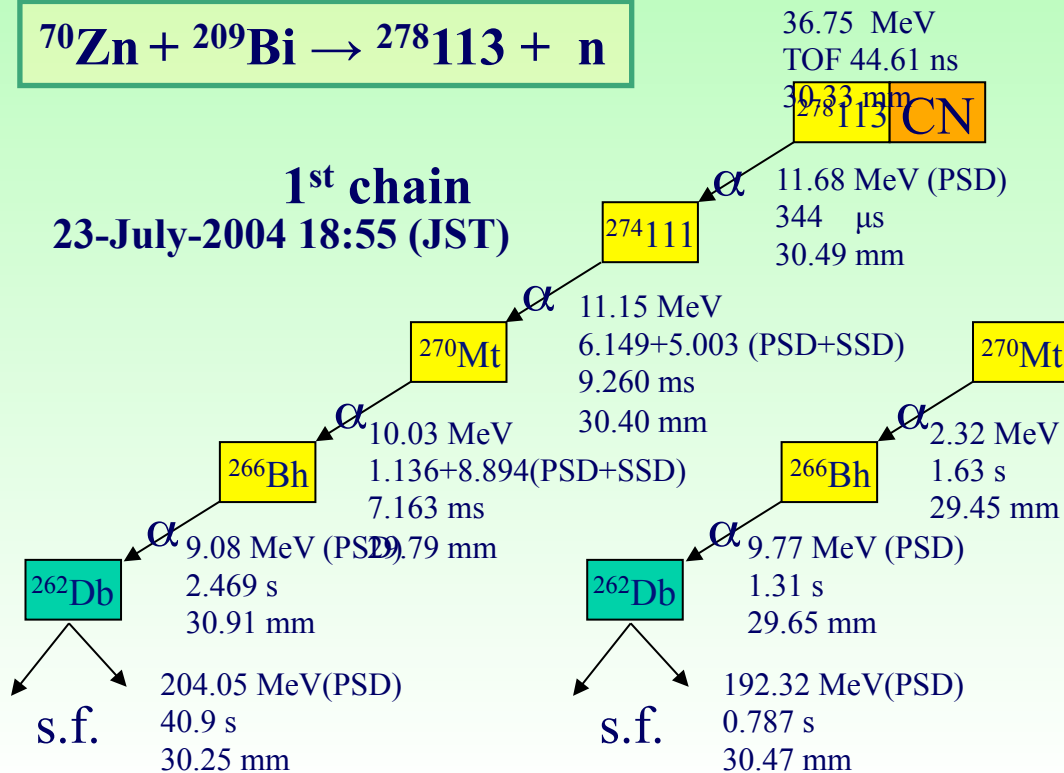 ⁷⁰Zn + ²⁰⁹Bi → ²⁷⁸113 + n
1ˢᵗ chain
23-July-2004 18:55 (JST)
36.75 MeV
TOF 44.61 ns
30.33 mm
²⁷⁸113 CN
α
11.68 MeV (PSD)
344 μs
30.49 mm
²⁷⁴111
α
11.15 MeV
6.149+5.003 (PSD+SSD)
9.260 ms
30.40 mm
²⁷⁰Mt
α
10.03 MeV
1.136+8.894(PSD+SSD)
7.163 ms
29.79 mm
²⁶⁶Bh
α
9.08 MeV (PSD)
2.469 s
30.91 mm
²⁶²Db
204.05 MeV(PSD)
40.9 s
30.25 mm
s.f.
²⁷⁰Mt
α
2.32 MeV
1.63 s
29.45 mm
²⁶⁶Bh
α
9.77 MeV (PSD)
1.31 s
29.65 mm
²⁶²Db
192.32 MeV(PSD)
0.787 s
30.47 mm
s.f.